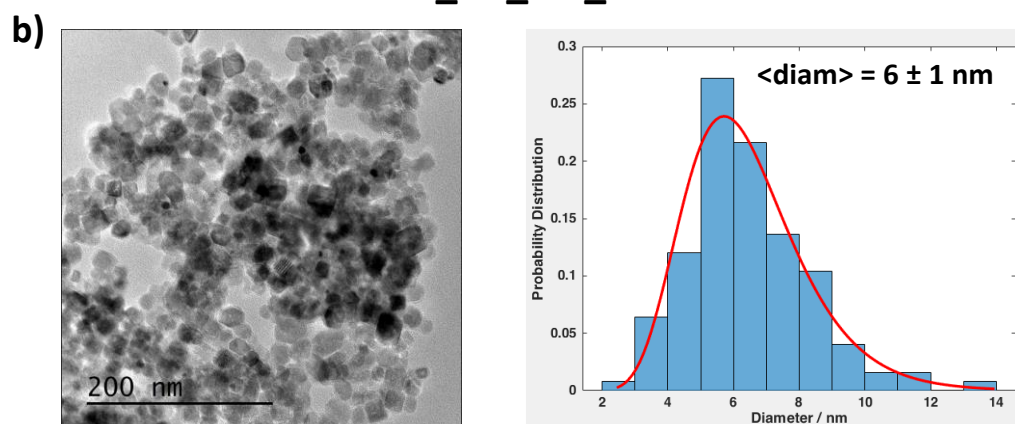 b)
200 nm
<diam> = 6 ± 1 nm
Probability Distribution
0.3
0.25
0.2
0.15
0.1
0.05
0
2 4 6 8 10 12 14
Diameter / nm